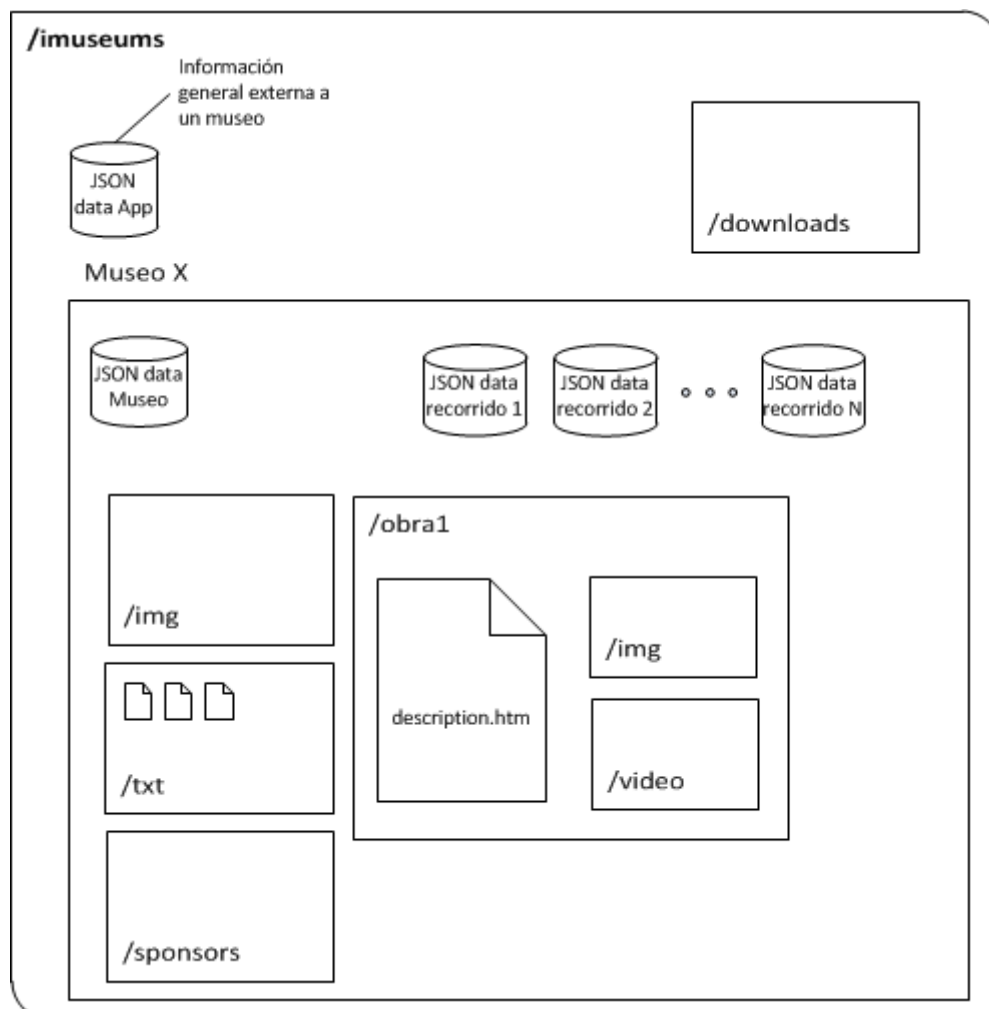 /imuseums
Información
general externa a
un museo
JSON
data App
/downloads
Museo X
JSON data
Museo
JSON data
recorrido 1
JSON data
recorrido 2
JSON data
recorrido N
/img
/txt
/sponsors
/obra1
description.htm
/img
/video